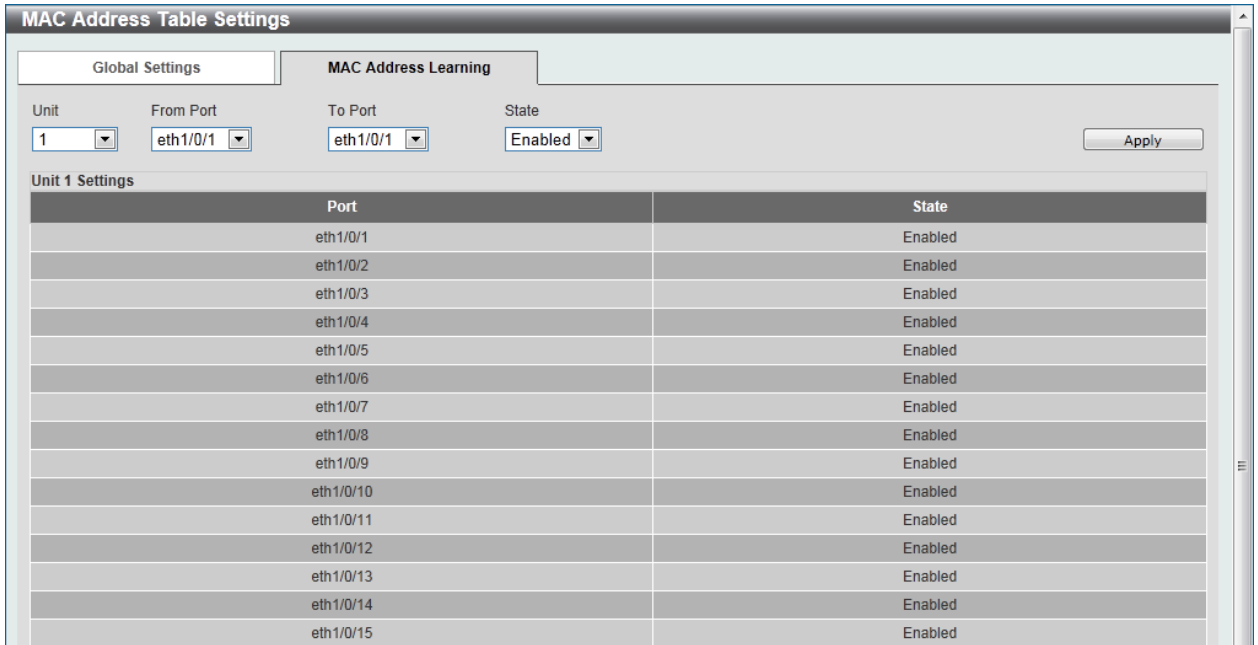 MAC Address Table Settings
Global Settings MAC Address Learning
Unit From Port To Port State
1 eth1/0/1 eth1/0/1 Enabled Apply
Unit 1 Settings
Port State
eth1/0/1 Enabled
eth1/0/2 Enabled
eth1/0/3 Enabled
eth1/0/4 Enabled
eth1/0/5 Enabled
eth1/0/6 Enabled
eth1/0/7 Enabled
eth1/0/8 Enabled
eth1/0/9 Enabled
eth1/0/10 Enabled
eth1/0/11 Enabled
eth1/0/12 Enabled
eth1/0/13 Enabled
eth1/0/14 Enabled
eth1/0/15 Enabled